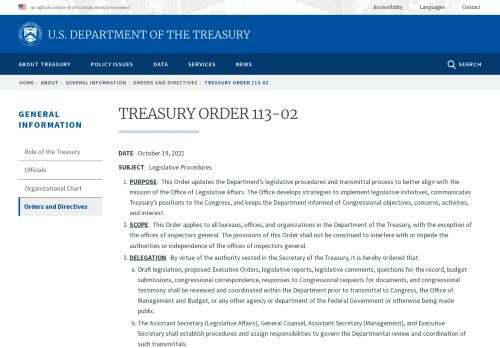 An official website of the United States Government
Accessibility Languages Contact
U.S. DEPARTMENT OF THE TREASURY
ABOUT TREASURY POLICY ISSUES DATA SERVICES NEWS SEARCH
HOME › ABOUT › GENERAL INFORMATION › ORDERS AND DIRECTIVES › TREASURY ORDER 113-02
GENERAL
INFORMATION
Role of the Treasury
Officials
Organizational Chart
Orders and Directives
TREASURY ORDER 113-02
DATE: October 19, 2021
SUBJECT: Legislative Procedures
1. PURPOSE. This Order updates the Department's legislative procedures and transmittal process to better align with the
mission of the Office of Legislative Affairs. The Office develops strategies to implement legislative initiatives, communicates
Treasury's positions to the Congress, and keeps the Department informed of Congressional objectives, concerns, activities,
and interest.
2. SCOPE. This Order applies to all bureaus, offices, and organizations in the Department of Treasury, with the exception of
the offices of inspectors general. The provisions of this Order shall not be construed to interfere with or impede the
authorities or independence of the offices of inspectors general.
3. DELEGATION. By virtue of the authority vested in the Secretary of the Treasury, it is hereby ordered that:
a. Draft legislation, proposed Executive Orders, legislative reports, legislative comments, questions for the record, budget
submissions, congressional correspondence, responses to Congressional requests for documents, and congressional
testimony shall be reviewed and coordinated within the Department prior to transmittal to Congress, the Office of
Management and Budget, or any other agency or department of the Federal Government or otherwise being made
public.
b. The Assistant Secretary (Legislative Affairs), General Counsel, Assistant Secretary (Management), and Executive
Secretary shall establish procedures and assign responsibilities to govern the Departmental review and coordination of
such transmittals.